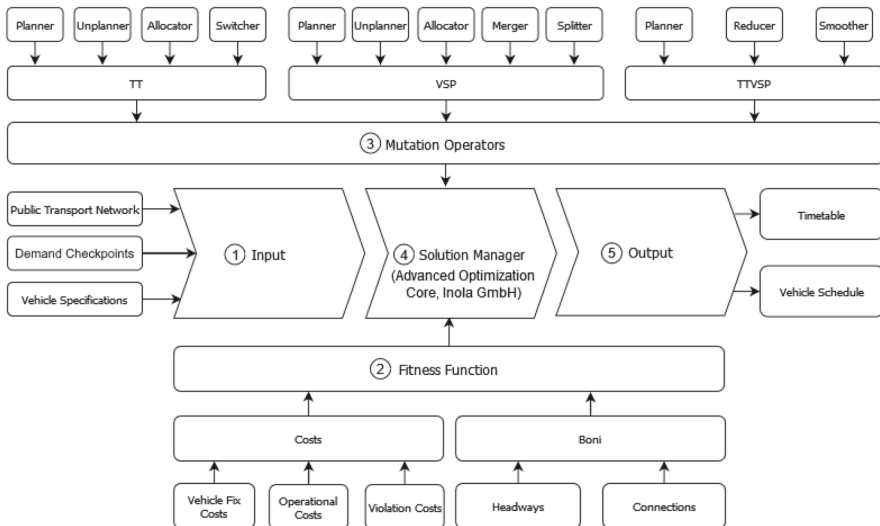 Planner
Unplanner
Allocator
Switcher
Planner
Unplanner
Allocator
Merger
Splitter
Planner
Reducer
Smoother
TT
VSP
TTVSP
3 Mutation Operators
Public Transport Network
Demand Checkpoints
Vehicle Specifications
1 Input
4 Solution Manager
(Advanced Optimization
Core, Inola GmbH)
5 Output
Timetable
Vehicle Schedule
2 Fitness Function
Costs
Boni
Vehicle Fix
Costs
Operational
Costs
Violation Costs
Headways
Connections